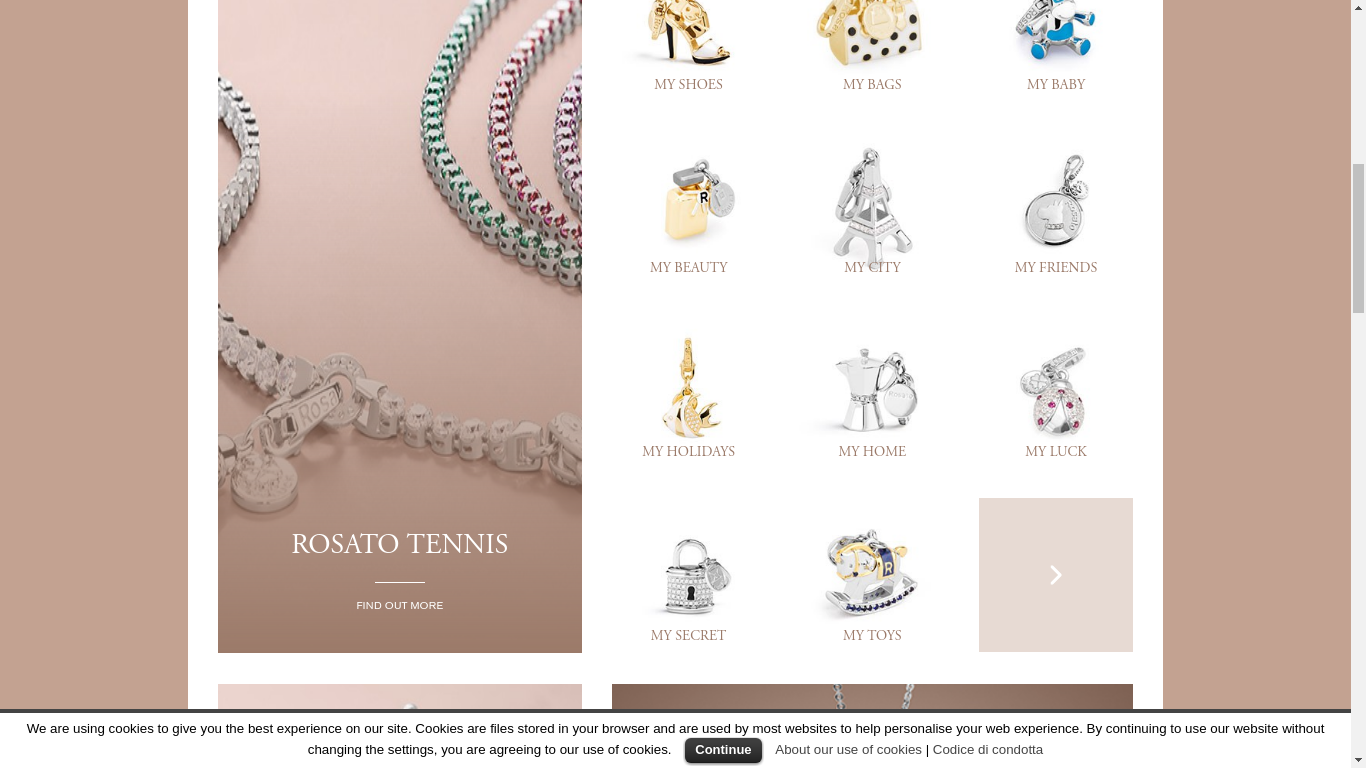 MY SHOES
MY BAGS
MY BABY
MY BEAUTY
MY CITY
MY FRIENDS
MY HOLIDAYS
MY HOME
MY LUCK
ROSATO TENNIS
FIND OUT MORE
MY SECRET
MY TOYS
We are using cookies to give you the best experience on our site. Cookies are files stored in your browser and are used by most websites to help personalise your web experience. By continuing to use our website without
changing the settings, you are agreeing to our use of cookies. Continue About our use of cookies | Codice di condotta